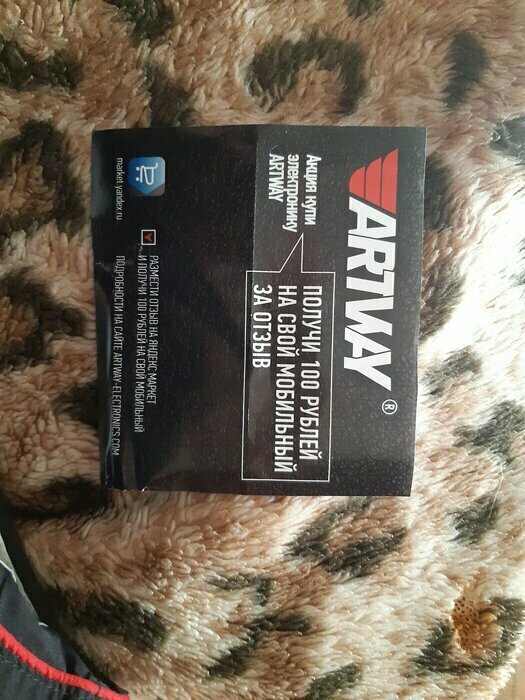 ARTWAY®
Акция купи
электронику
ARTWAY
ПОЛУЧИ 100 РУБЛЕЙ
НА СВОЙ МОБИЛЬНЫЙ
ЗА ОТЗЫВ
РАЗМЕСТИ ОТЗЫВ НА ЯНДЕКС МАРКЕТ
И ПОЛУЧИ 100 РУБЛЕЙ НА СВОЙ МОБИЛЬНЫЙ
ПОДРОБНОСТИ НА САЙТЕ ARTWAY-ELECTRONICS.COM
market.yandex.ru